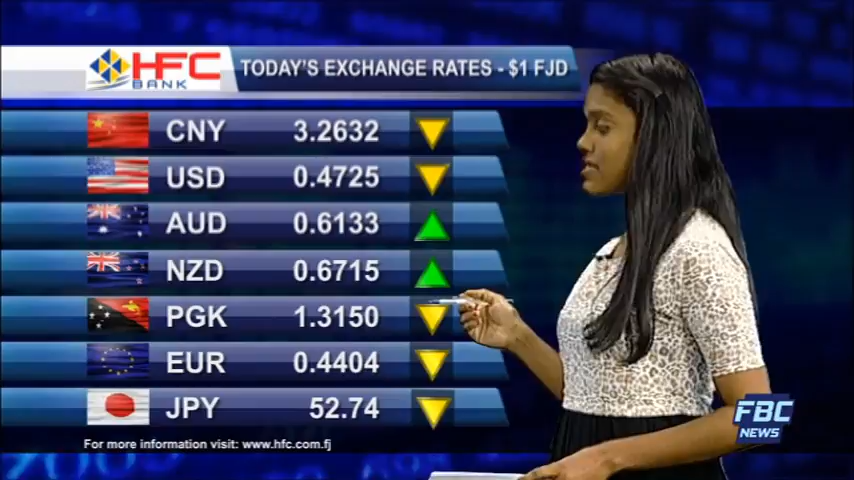 HFC BANK
TODAY'S EXCHANGE RATES - $1 FJD
CNY 3.2632
USD 0.4725
AUD 0.6133
NZD 0.6715
PGK 1.3150
EUR 0.4404
JPY 52.74
For more information visit: www.hfc.com.fj
FBC
NEWS